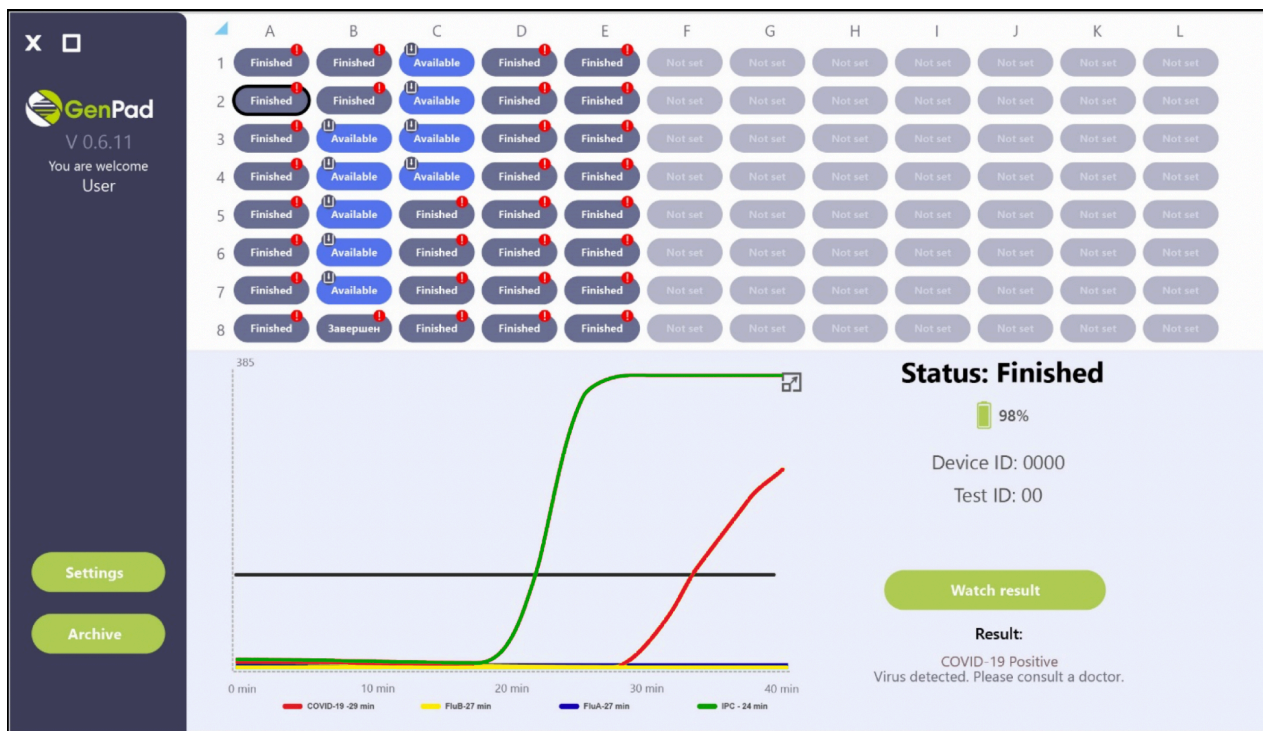 X
A B C D E F G H I J K L
1 Finished Finished Available Finished Finished Not set Not set Not set Not set Not set Not set Not set
2 Finished Finished Available Finished Finished Not set Not set Not set Not set Not set Not set Not set
3 Finished Available Available Finished Finished Not set Not set Not set Not set Not set Not set Not set
4 Finished Available Available Finished Finished Not set Not set Not set Not set Not set Not set Not set
5 Finished Available Finished Finished Finished Not set Not set Not set Not set Not set Not set Not set
6 Finished Available Finished Finished Finished Not set Not set Not set Not set Not set Not set Not set
7 Finished Available Finished Finished Finished Not set Not set Not set Not set Not set Not set Not set
8 Finished Завершен Finished Finished Finished Not set Not set Not set Not set Not set Not set Not set
GenPad
V 0.6.11
You are welcome
User
Settings
Archive
385
0 min 10 min 20 min 30 min 40 min
COVID-19 -29 min FluB-27 min FluA-27 min IPC - 24 min
Status: Finished
98%
Device ID: 0000
Test ID: 00
Watch result
Result:
COVID-19 Positive
Virus detected. Please consult a doctor.